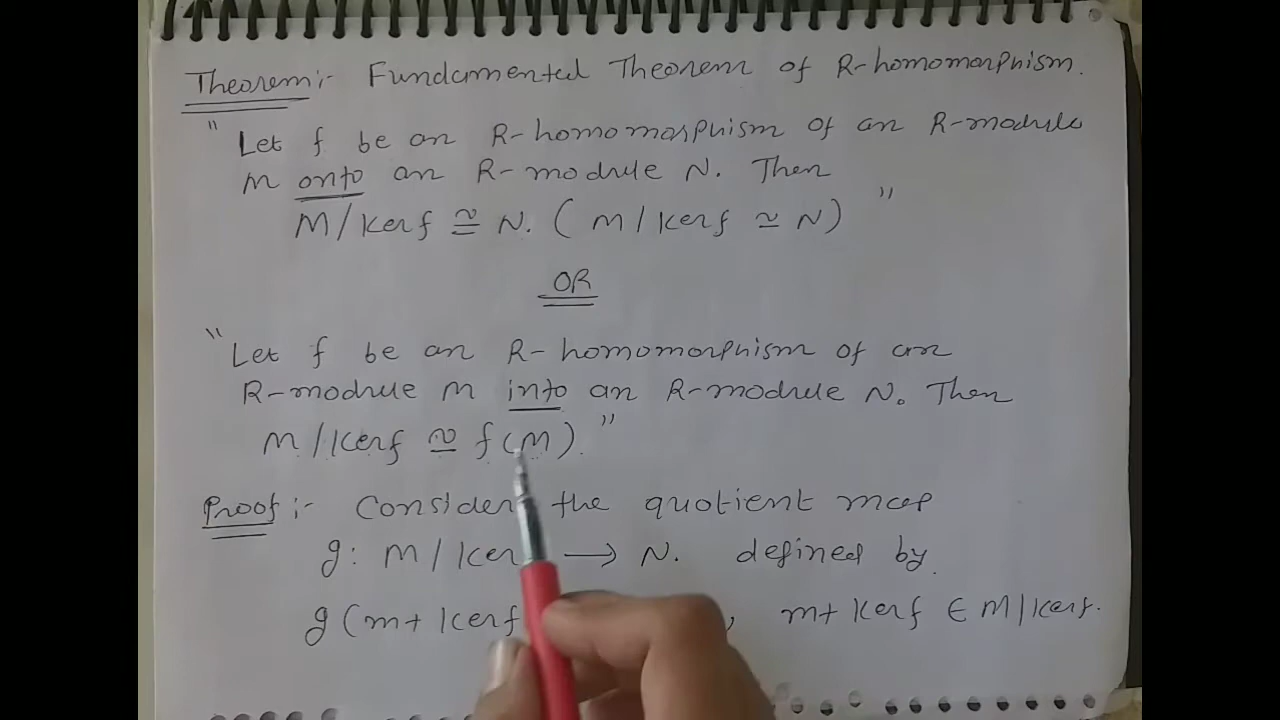 Theorem:- Fundamental Theorem of R-homomorphism.
"Let f be an R-homomorphism of an R-module
M onto an R-module N. Then
M/Kerf ≅ N. (M/Kerf ≃ N)"
OR
"Let f be an R-homomorphism of an
R-module M into an R-module N. Then
M/Kerf ≅ f(M)."
Proof:- Consider the quotient map
g: M/Ker → N. defined by
g(m+Kerf , m+Kerf ∈ M/Kerf.